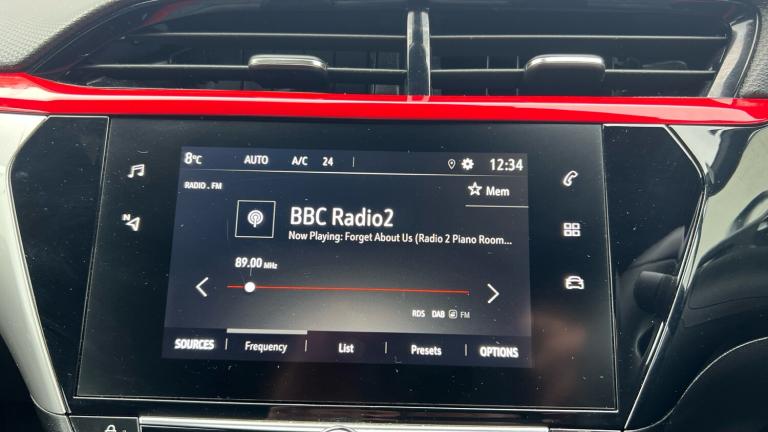 8°C AUTO A/C 24 12:34
RADIO . FM
Mem
BBC Radio2
Now Playing: Forget About Us (Radio 2 Piano Room...
89.00 MHz
RDS DAB FM
SOURCES Frequency List Presets OPTIONS
N